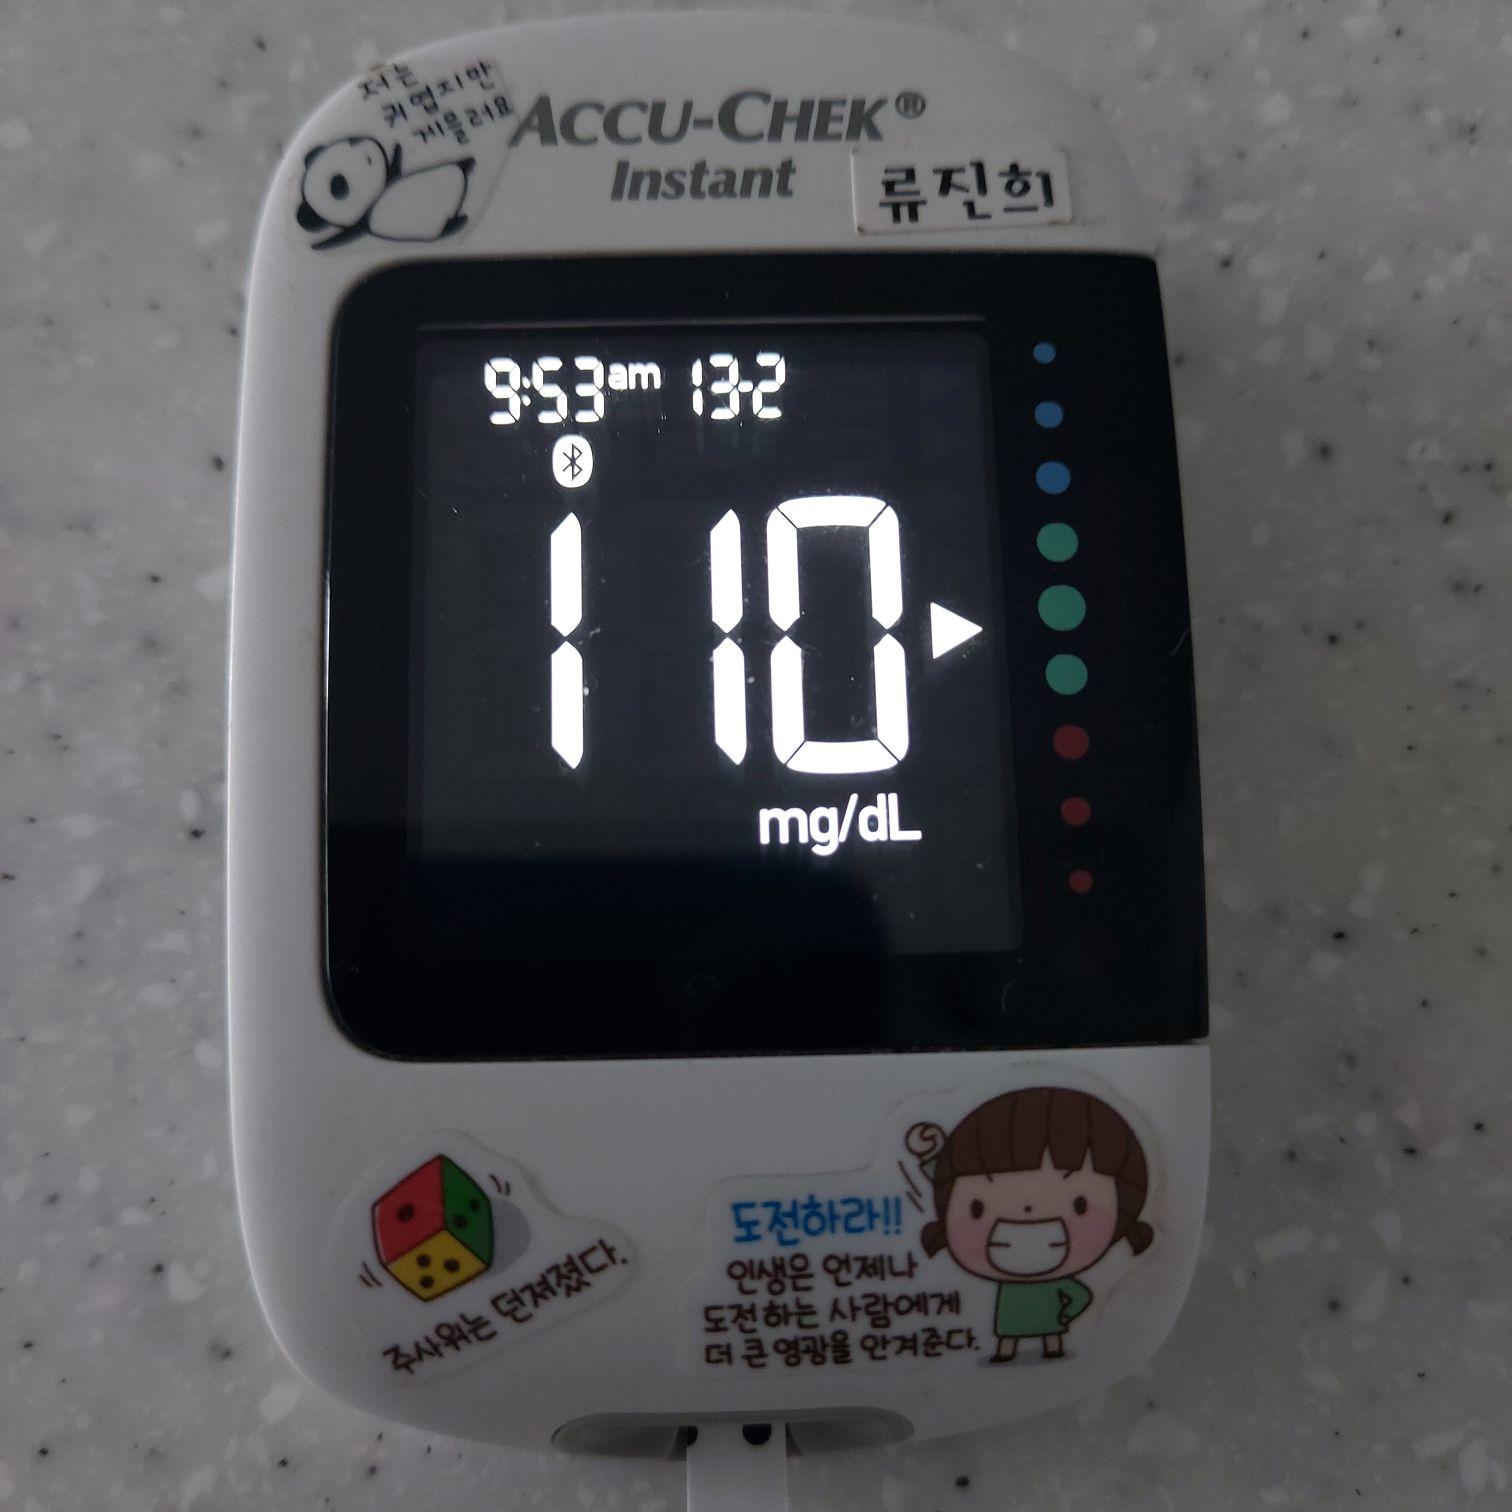 저는
귀엽지만
게을러요
ACCU-CHEK®
Instant
류진희
9:53am 13-2
110
mg/dL
주사위는 던져졌다.
도전하라!!
인생은 언제나
도전하는 사람에게
더 큰 영광을 안겨준다.